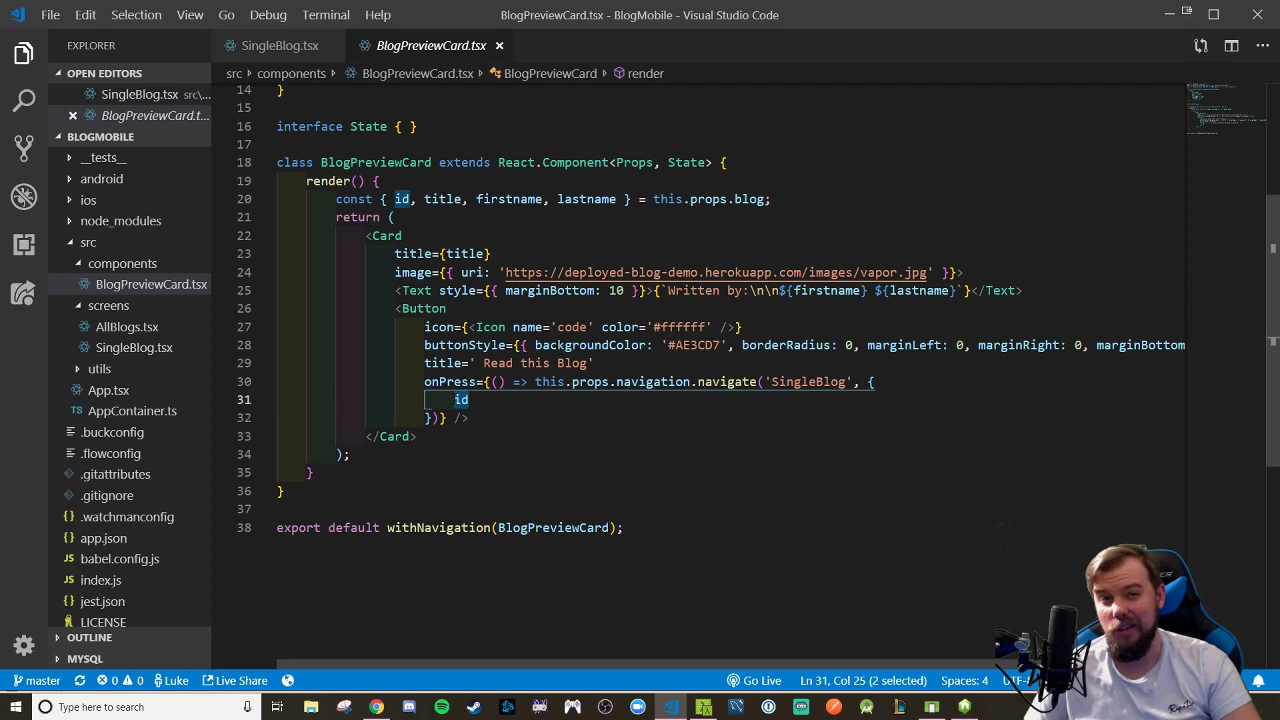 File Edit Selection View Go Debug Terminal Help BlogPreviewCard.tsx - BlogMobile - Visual Studio Code
EXPLORER
SingleBlog.tsx
BlogPreviewCard.tsx
OPEN EDITORS
SingleBlog.tsx src\...
BlogPreviewCard.t...
BLOGMOBILE
__tests__
android
ios
node_modules
src
components
BlogPreviewCard.tsx
screens
AllBlogs.tsx
SingleBlog.tsx
utils
App.tsx
AppContainer.ts
.buckconfig
.flowconfig
.gitattributes
.gitignore
.watchmanconfig
app.json
babel.config.js
index.js
jest.json
LICENSE
OUTLINE
MYSQL
src > components > BlogPreviewCard.tsx > BlogPreviewCard > render
14 }
15
16 interface State { }
17
18 class BlogPreviewCard extends React.Component<Props, State> {
19 render() {
20 const { id, title, firstname, lastname } = this.props.blog;
21 return (
22 <Card
23 title={title}
24 image={{ uri: 'https://deployed-blog-demo.herokuapp.com/images/vapor.jpg' }}>
25 <Text style={{ marginBottom: 10 }}>{`Written by:\n\n${firstname} ${lastname}`}</Text>
26 <Button
27 icon={<Icon name='code' color='#ffffff' />}
28 buttonStyle={{ backgroundColor: '#AE3CD7', borderRadius: 0, marginLeft: 0, marginRight: 0, marginBottom
29 title=' Read this Blog'
30 onPress={() => this.props.navigation.navigate('SingleBlog', {
31 id
32 })} />
33 </Card>
34 );
35 }
36 }
37
38 export default withNavigation(BlogPreviewCard);
master 0 0 Luke Live Share Go Live Ln 31, Col 25 (2 selected) Spaces: 4
Type here to search